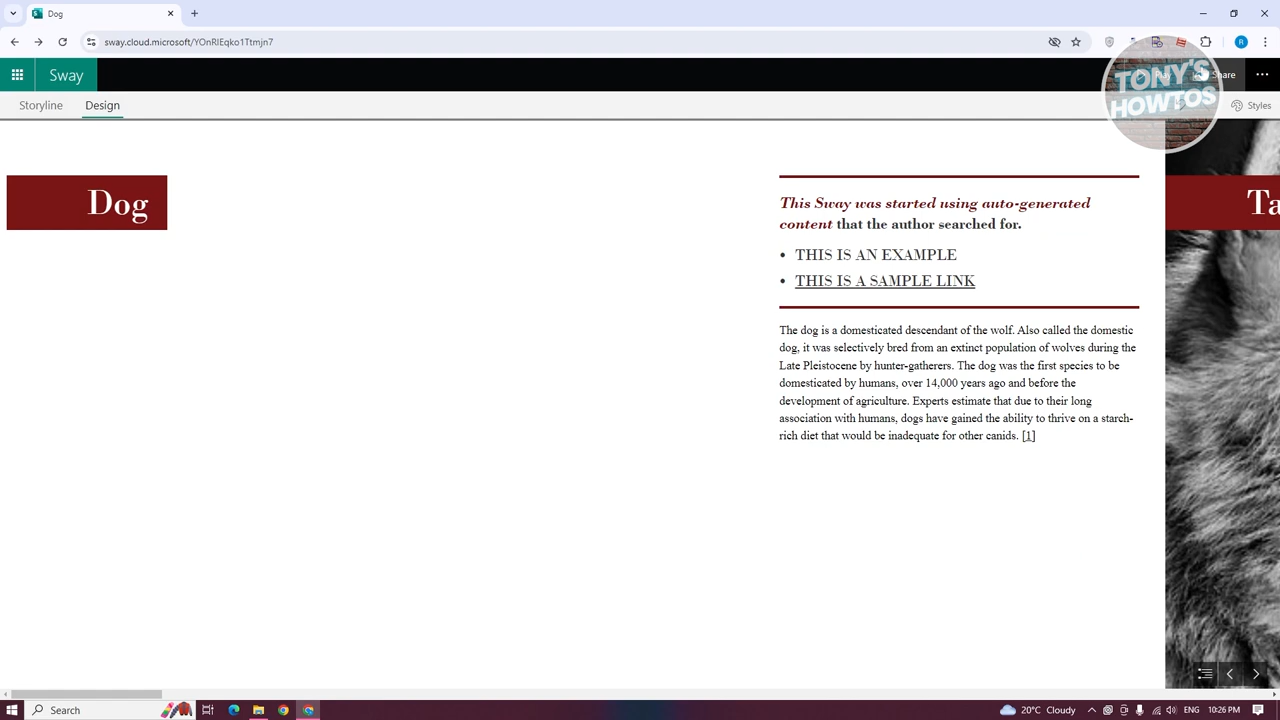 Dog
sway.cloud.microsoft/YOnRlEqko1Ttmjn7
R
Sway
Play
Share
TONY'S
HOWTOS
Storyline
Design
Styles
Dog
This Sway was started using auto-generated
content that the author searched for.
• THIS IS AN EXAMPLE
• THIS IS A SAMPLE LINK
The dog is a domesticated descendant of the wolf. Also called the domestic
dog, it was selectively bred from an extinct population of wolves during the
Late Pleistocene by hunter-gatherers. The dog was the first species to be
domesticated by humans, over 14,000 years ago and before the
development of agriculture. Experts estimate that due to their long
association with humans, dogs have gained the ability to thrive on a starch-
rich diet that would be inadequate for other canids. [1]
Ta
Search
20°C Cloudy
ENG
10:26 PM